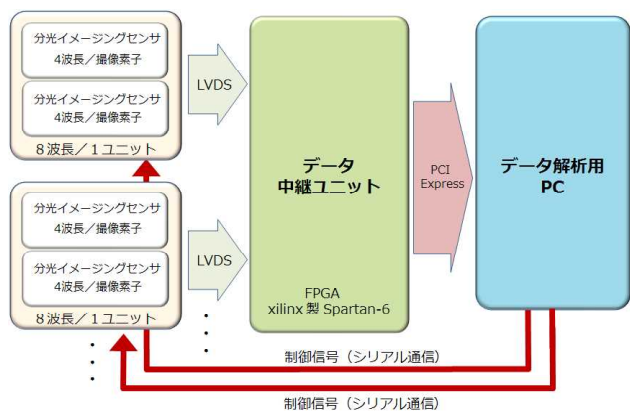 分光イメージングセンサ
4波長／撮像素子
分光イメージングセンサ
4波長／撮像素子
８波長／１ユニット
LVDS
分光イメージングセンサ
4波長／撮像素子
分光イメージングセンサ
4波長／撮像素子
８波長／１ユニット
LVDS
データ
中継ユニット
FPGA
xilinx 製 Spartan-6
PCI
Express
データ解析用
PC
制御信号（シリアル通信）
制御信号（シリアル通信）